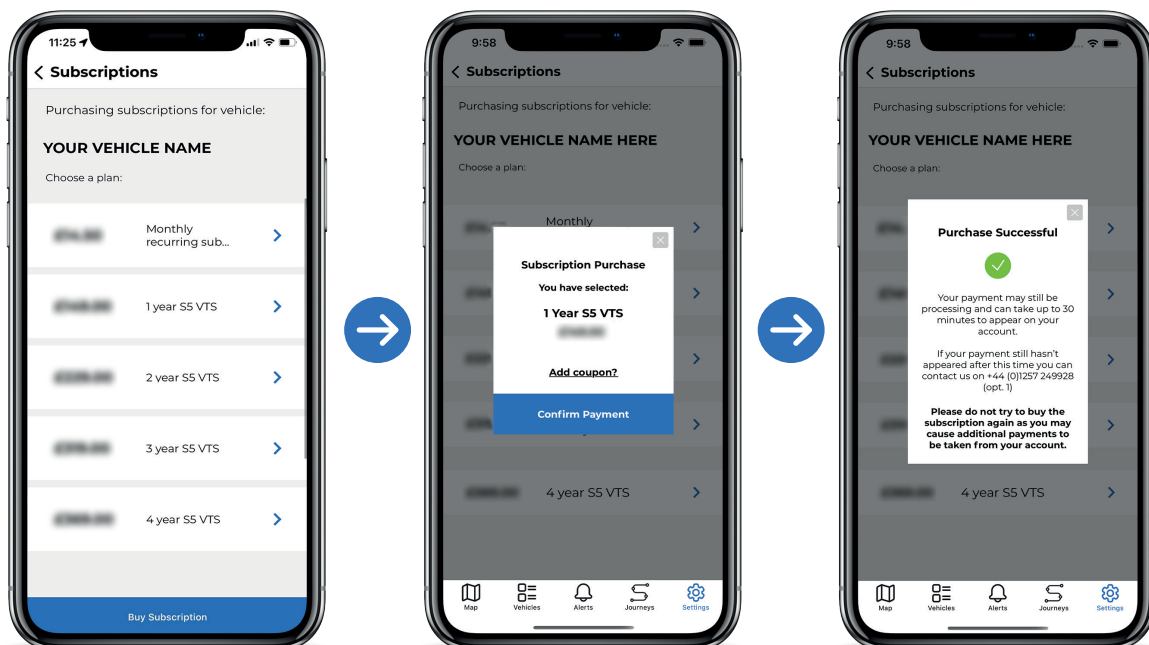 11:25
Subscriptions
Purchasing subscriptions for vehicle:
YOUR VEHICLE NAME
Choose a plan:
Monthly
recurring sub...
1 year S5 VTS
2 year S5 VTS
3 year S5 VTS
4 year S5 VTS
Buy Subscription
9:58
Subscriptions
Purchasing subscriptions for vehicle:
YOUR VEHICLE NAME HERE
Choose a plan:
Monthly
Subscription Purchase
You have selected:
1 Year S5 VTS
Add coupon?
Confirm Payment
4 year S5 VTS
Map
Vehicles
Alerts
Journeys
Settings
9:58
Subscriptions
Purchasing subscriptions for vehicle:
YOUR VEHICLE NAME HERE
Choose a plan:
Purchase Successful
Your payment may still be
processing and can take up to 30
minutes to appear on your
account.
If your payment still hasn't
appeared after this time you can
contact us on +44 (0)1257 249928
(opt. 1)
Please do not try to buy the
subscription again as you may
cause additional payments to
be taken from your account.
4 year S5 VTS
Map
Vehicles
Alerts
Journeys
Settings